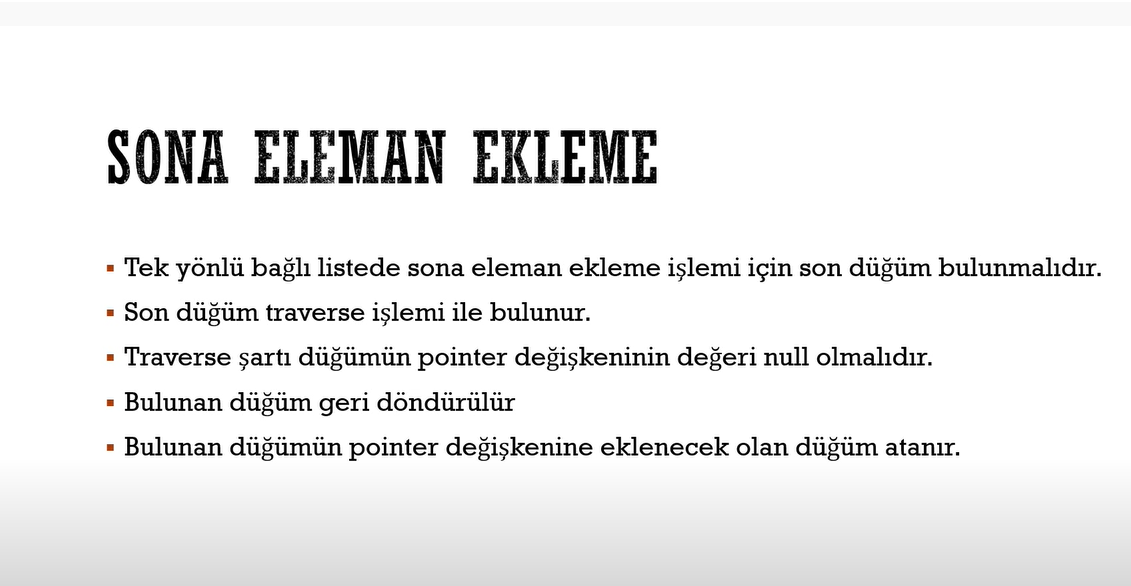 SONA ELEMAN EKLEME
▪ Tek yönlü bağlı listede sona eleman ekleme işlemi için son düğüm bulunmalıdır.
▪ Son düğüm traverse işlemi ile bulunur.
▪ Traverse şartı düğümün pointer değişkeninin değeri null olmalıdır.
▪ Bulunan düğüm geri döndürülür
▪ Bulunan düğümün pointer değişkenine eklenecek olan düğüm atanır.